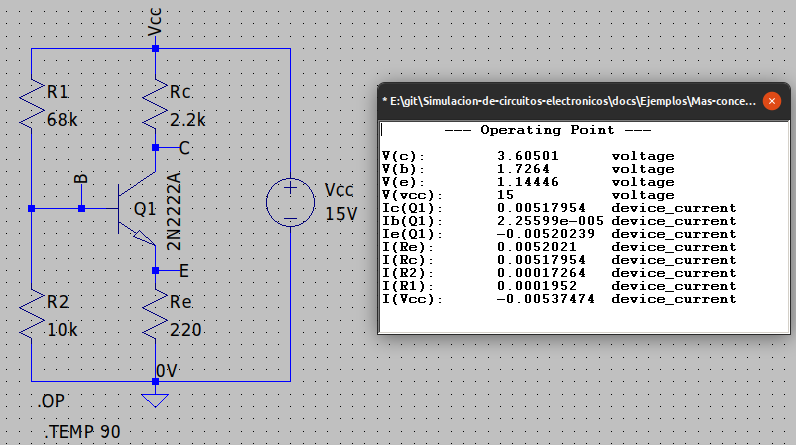 Vcc
R1
68k
Rc
2.2k
C
B
Q1
2N2222A
Vcc
15V
E
R2
10k
Re
220
0V
.OP
.TEMP 90
* E:\git\Simulacion-de-circuitos-electronicos\docs\Ejemplos\Mas-conce...
--- Operating Point ---
V(c): 3.60501 voltage
V(b): 1.7264 voltage
V(e): 1.14446 voltage
V(vcc): 15 voltage
Ic(Q1): 0.00517954 device_current
Ib(Q1): 2.25599e-005 device_current
Ie(Q1): -0.00520239 device_current
I(Re): 0.0052021 device_current
I(Rc): 0.00517954 device_current
I(R2): 0.00017264 device_current
I(R1): 0.0001952 device_current
I(Vcc): -0.00537474 device_current